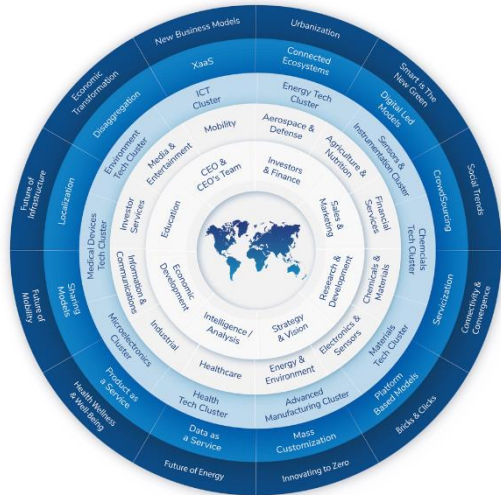 Urbanization
Smart is The
New Green
Social Trends
Connectivity &
Convergence
Bricks & Clicks
Innovating to Zero
Future of Energy
Health Wellness
& Well-Being
Future of
Mobility
Future of
Infrastructure
Economic
Transformation
New Business Models
Connected
Ecosystems
Digital Led
Models
CrowdSourcing
Servicization
Platform
Based Models
Mass
Customization
Data as
a Service
Product as
a Service
Sharing
Models
Localization
Disaggregation
XaaS
Energy Tech
Cluster
Sensors &
Instrumentation Cluster
Chemcials
Tech Cluster
Materials
Tech Cluster
Advanced
Manufacturing Cluster
Health
Tech Cluster
Microelectronics
Cluster
Medical Devices
Tech Cluster
Environment
Tech Cluster
ICT
Cluster
Aerospace &
Defense
Agriculture &
Nutrition
Financial
Services
Chemicals &
Materials
Electronics &
Sensors
Energy &
Environment
Healthcare
Industrial
Information &
Communications
Investor
Services
Media &
Entertainment
Mobility
Investors
& Finance
Sales &
Marketing
Research &
Development
Strategy
& Vision
Intelligence /
Analysis
Economic
Development
Education
CEO &
CEO's Team